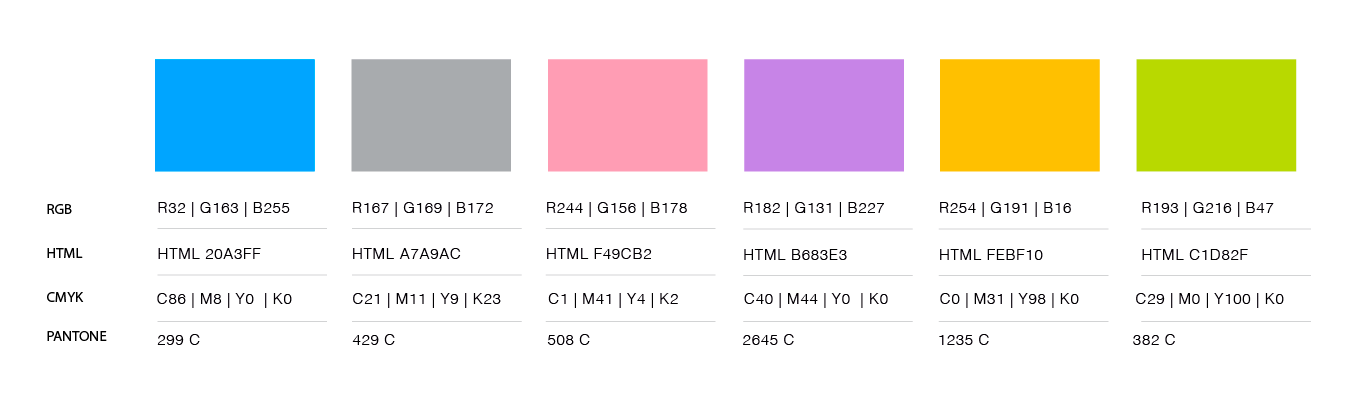 RGB R32 | G163 | B255 R167 | G169 | B172 R244 | G156 | B178 R182 | G131 | B227 R254 | G191 | B16 R193 | G216 | B47
HTML HTML 20A3FF HTML A7A9AC HTML F49CB2 HTML B683E3 HTML FEBF10 HTML C1D82F
CMYK C86 | M8 | Y0 | K0 C21 | M11 | Y9 | K23 C1 | M41 | Y4 | K2 C40 | M44 | Y0 | K0 C0 | M31 | Y98 | K0 C29 | M0 | Y100 | K0
PANTONE 299 C 429 C 508 C 2645 C 1235 C 382 C